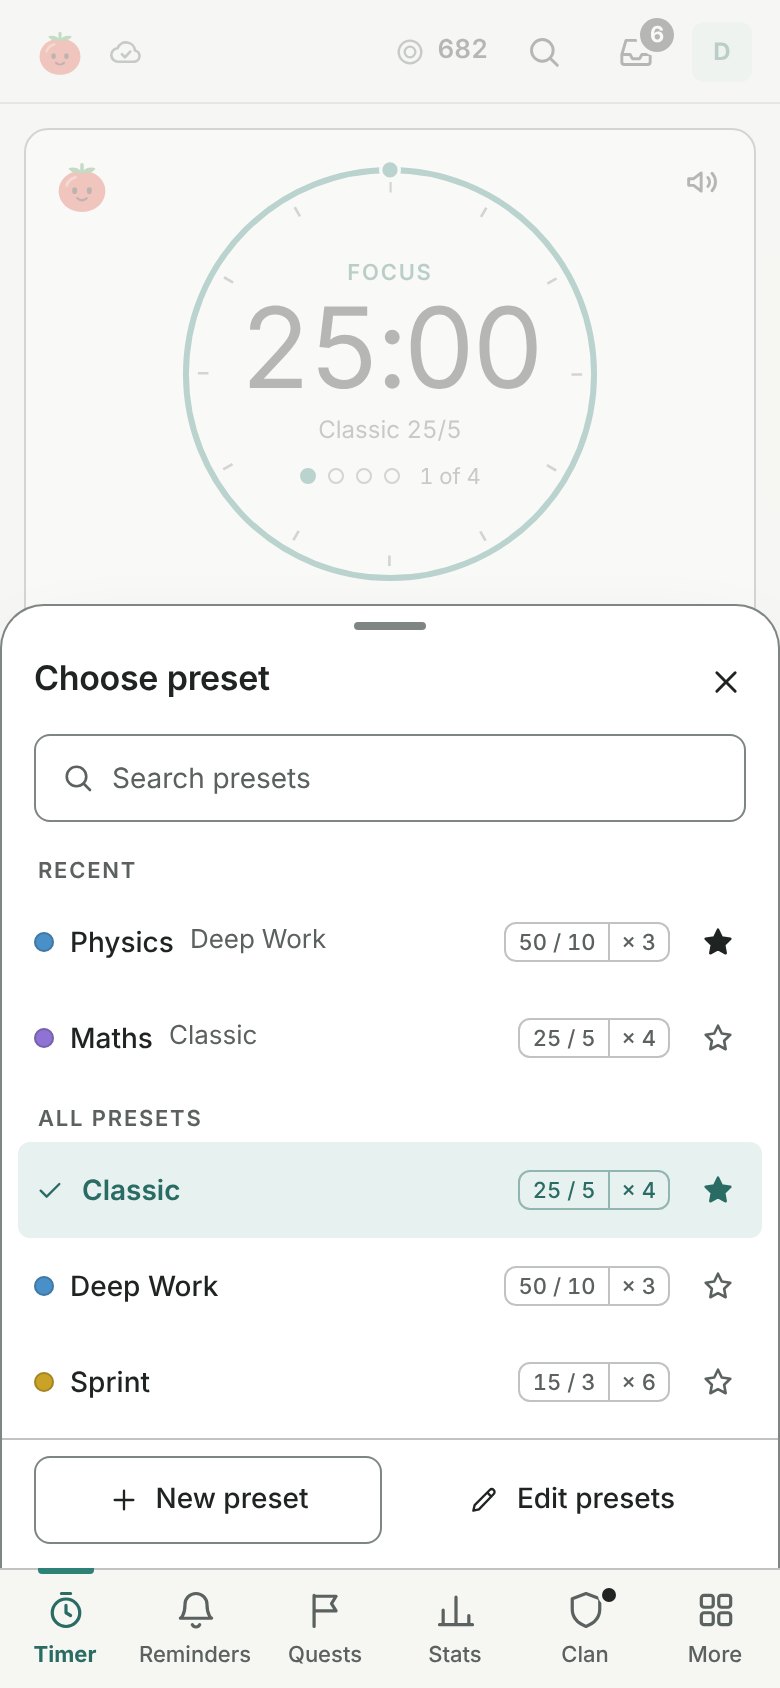 682
6
D
FOCUS
25:00
Classic 25/5
1 of 4
Choose preset
Search presets
RECENT
Physics Deep Work 50 / 10 × 3
Maths Classic 25 / 5 × 4
ALL PRESETS
Classic 25 / 5 × 4
Deep Work 50 / 10 × 3
Sprint 15 / 3 × 6
New preset Edit presets
Timer Reminders Quests Stats Clan More